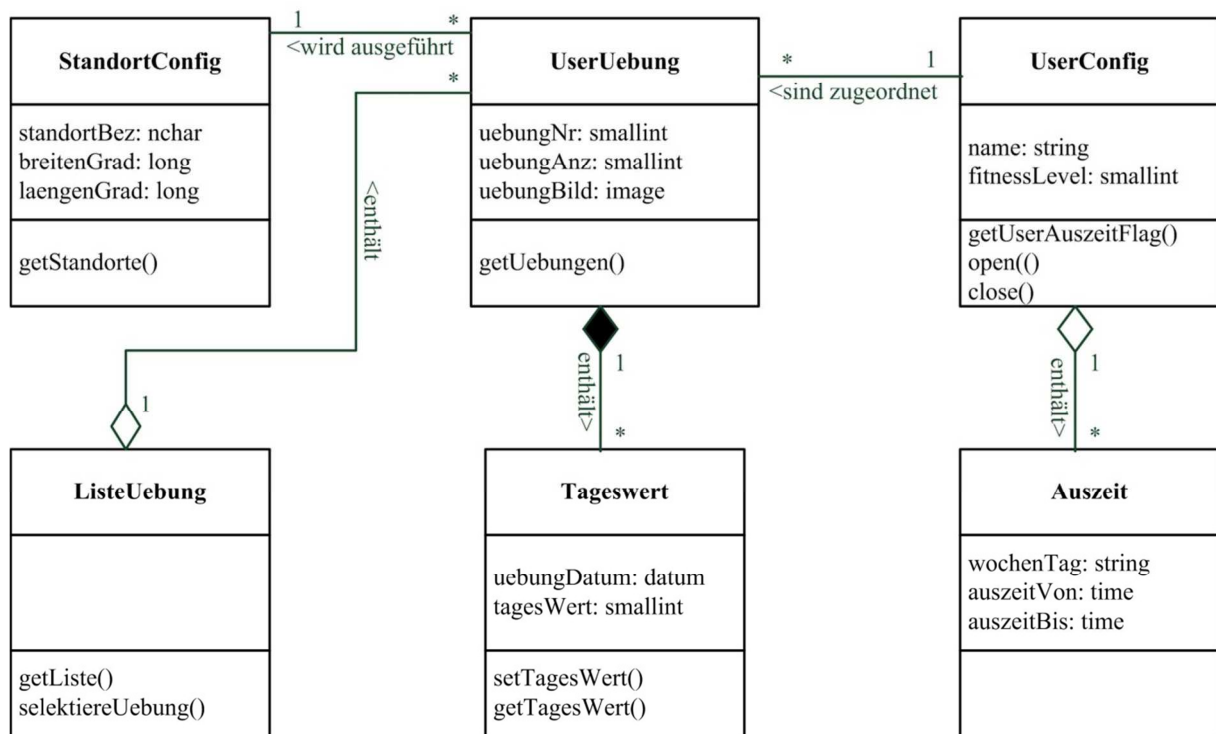 StandortConfig
standortBez: nchar
breitenGrad: long
laengenGrad: long
getStandorte()
1
*
<wird ausgeführt
*
<enthält
1
UserUebung
uebungNr: smallint
uebungAnz: smallint
uebungBild: image
getUebungen()
*
1
<sind zugeordnet
UserConfig
name: string
fitnessLevel: smallint
getUserAuszeitFlag()
open(()
close()
ListeUebung
getListe()
selektiereUebung()
1
enthält>
*
Tageswert
uebungDatum: datum
tagesWert: smallint
setTagesWert()
getTagesWert()
1
enthält>
*
Auszeit
wochenTag: string
auszeitVon: time
auszeitBis: time